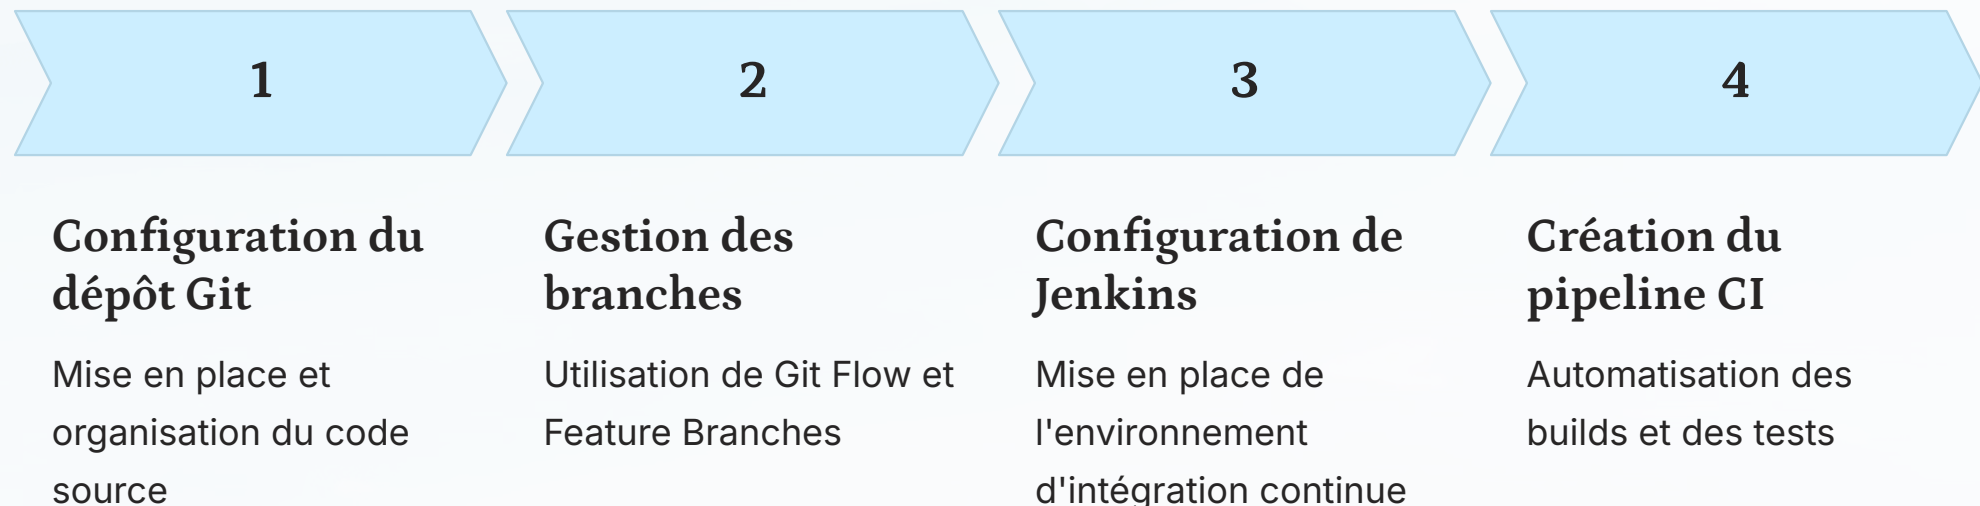 1
2
3
4
Configuration du
dépôt Git
Mise en place et
organisation du code
source
Gestion des
branches
Utilisation de Git Flow et
Feature Branches
Configuration de
Jenkins
Mise en place de
l'environnement
d'intégration continue
Création du
pipeline CI
Automatisation des
builds et des tests